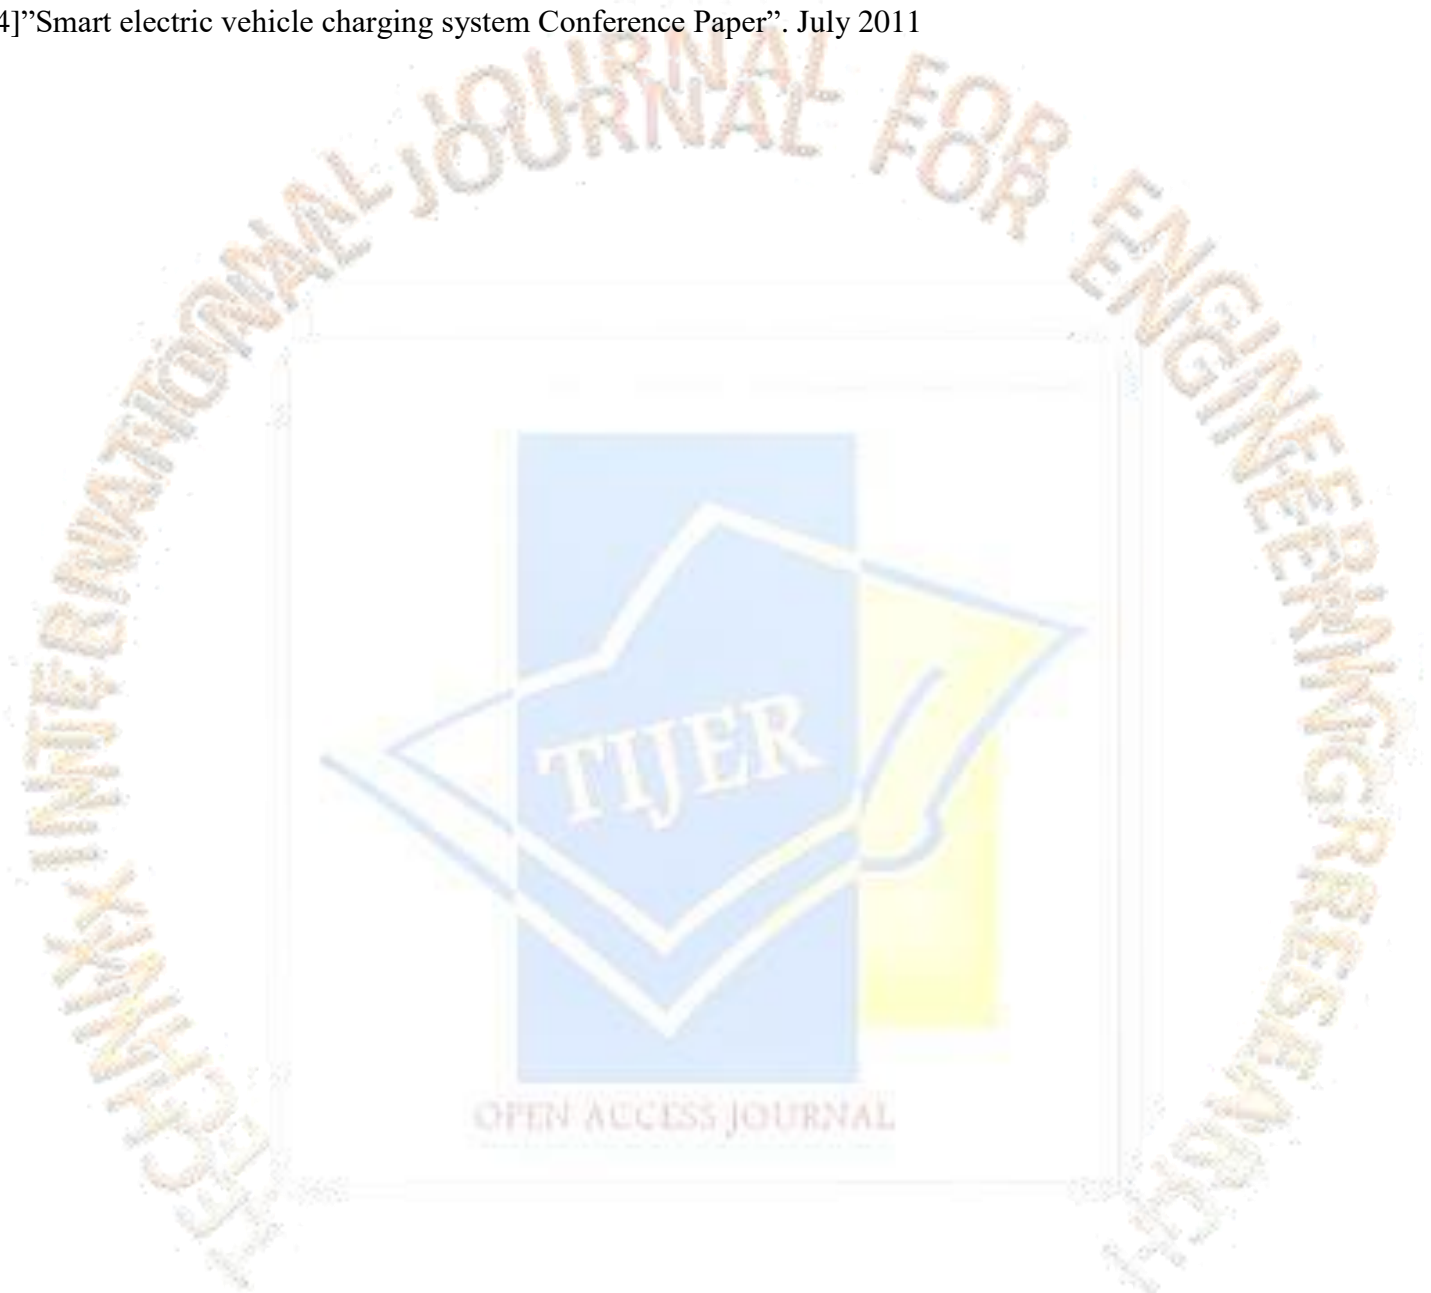 4]”Smart electric vehicle charging system Conference Paper”. July 2011
TECHNIX INTERNATIONAL JOURNAL FOR ENGINEERING RESEARCH
TIJER
OPEN ACCESS JOURNAL